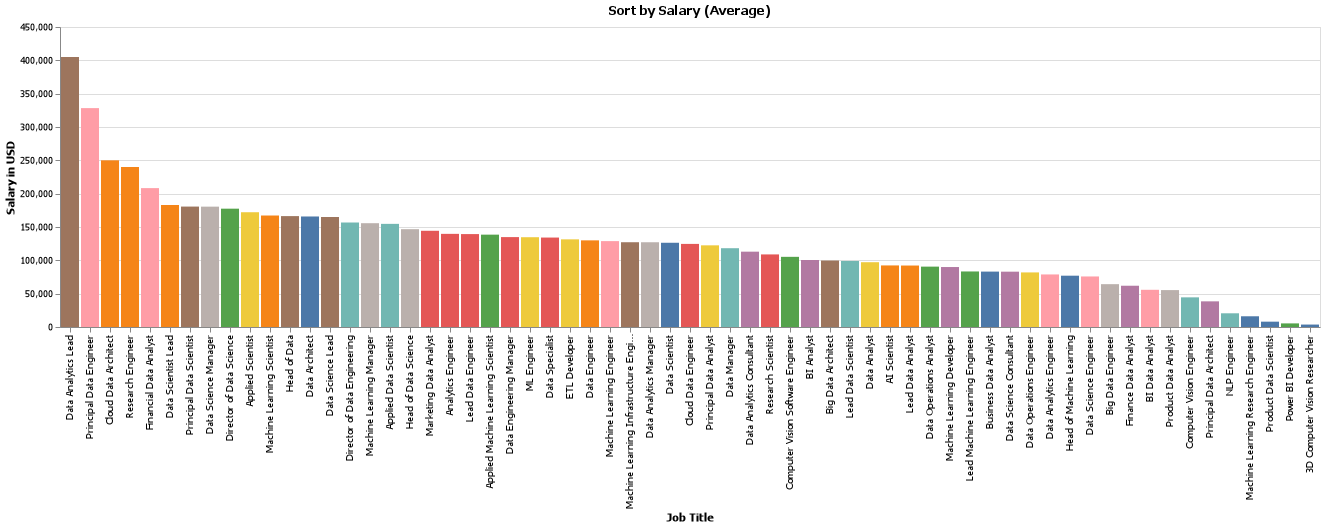 Sort by Salary (Average)
Salary in USD
450,000
400,000
350,000
300,000
250,000
200,000
150,000
100,000
50,000
0
Data Analytics Lead
Principal Data Engineer
Cloud Data Architect
Research Engineer
Financial Data Analyst
Data Scientist Lead
Principal Data Scientist
Data Science Manager
Director of Data Science
Applied Scientist
Machine Learning Scientist
Head of Data
Data Architect
Data Science Lead
Director of Data Engineering
Machine Learning Manager
Applied Data Scientist
Head of Data Science
Marketing Data Analyst
Analytics Engineer
Lead Data Engineer
Applied Machine Learning Scientist
Data Engineering Manager
ML Engineer
Data Specialist
ETL Developer
Data Engineer
Machine Learning Engineer
Machine Learning Infrastructure Engi…
Data Analytics Manager
Data Scientist
Cloud Data Engineer
Principal Data Analyst
Data Manager
Data Analytics Consultant
Research Scientist
Computer Vision Software Engineer
BI Analyst
Big Data Architect
Lead Data Scientist
Data Analyst
AI Scientist
Lead Data Analyst
Data Operations Analyst
Machine Learning Developer
Lead Machine Learning Engineer
Business Data Analyst
Data Science Consultant
Data Operations Engineer
Data Analytics Engineer
Head of Machine Learning
Data Science Engineer
Big Data Engineer
Finance Data Analyst
BI Data Analyst
Product Data Analyst
Computer Vision Engineer
Principal Data Architect
NLP Engineer
Machine Learning Research Engineer
Product Data Scientist
Power BI Developer
3D Computer Vision Researcher
Job Title